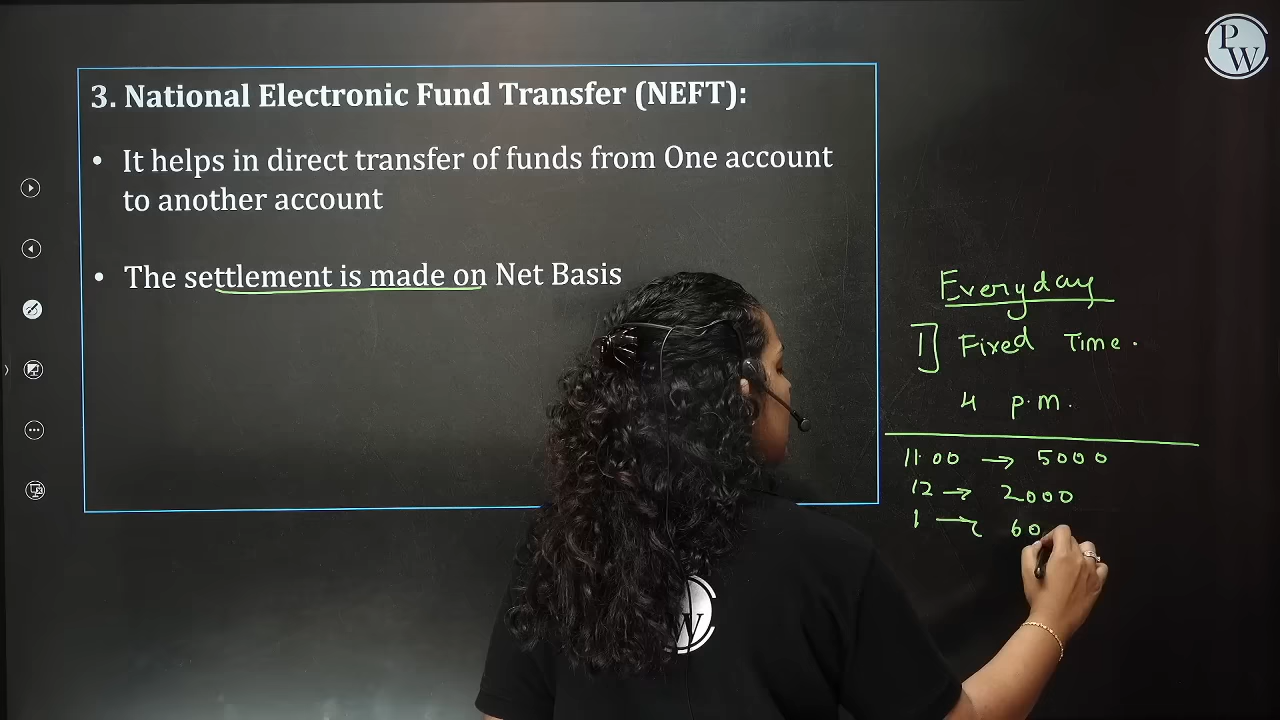 PW
3. National Electronic Fund Transfer (NEFT):
• It helps in direct transfer of funds from One account
to another account
• The settlement is made on Net Basis
Everyday
1] Fixed Time.
4 p.m.
11.00 → 5000
12 → 2000
1 → 60
W